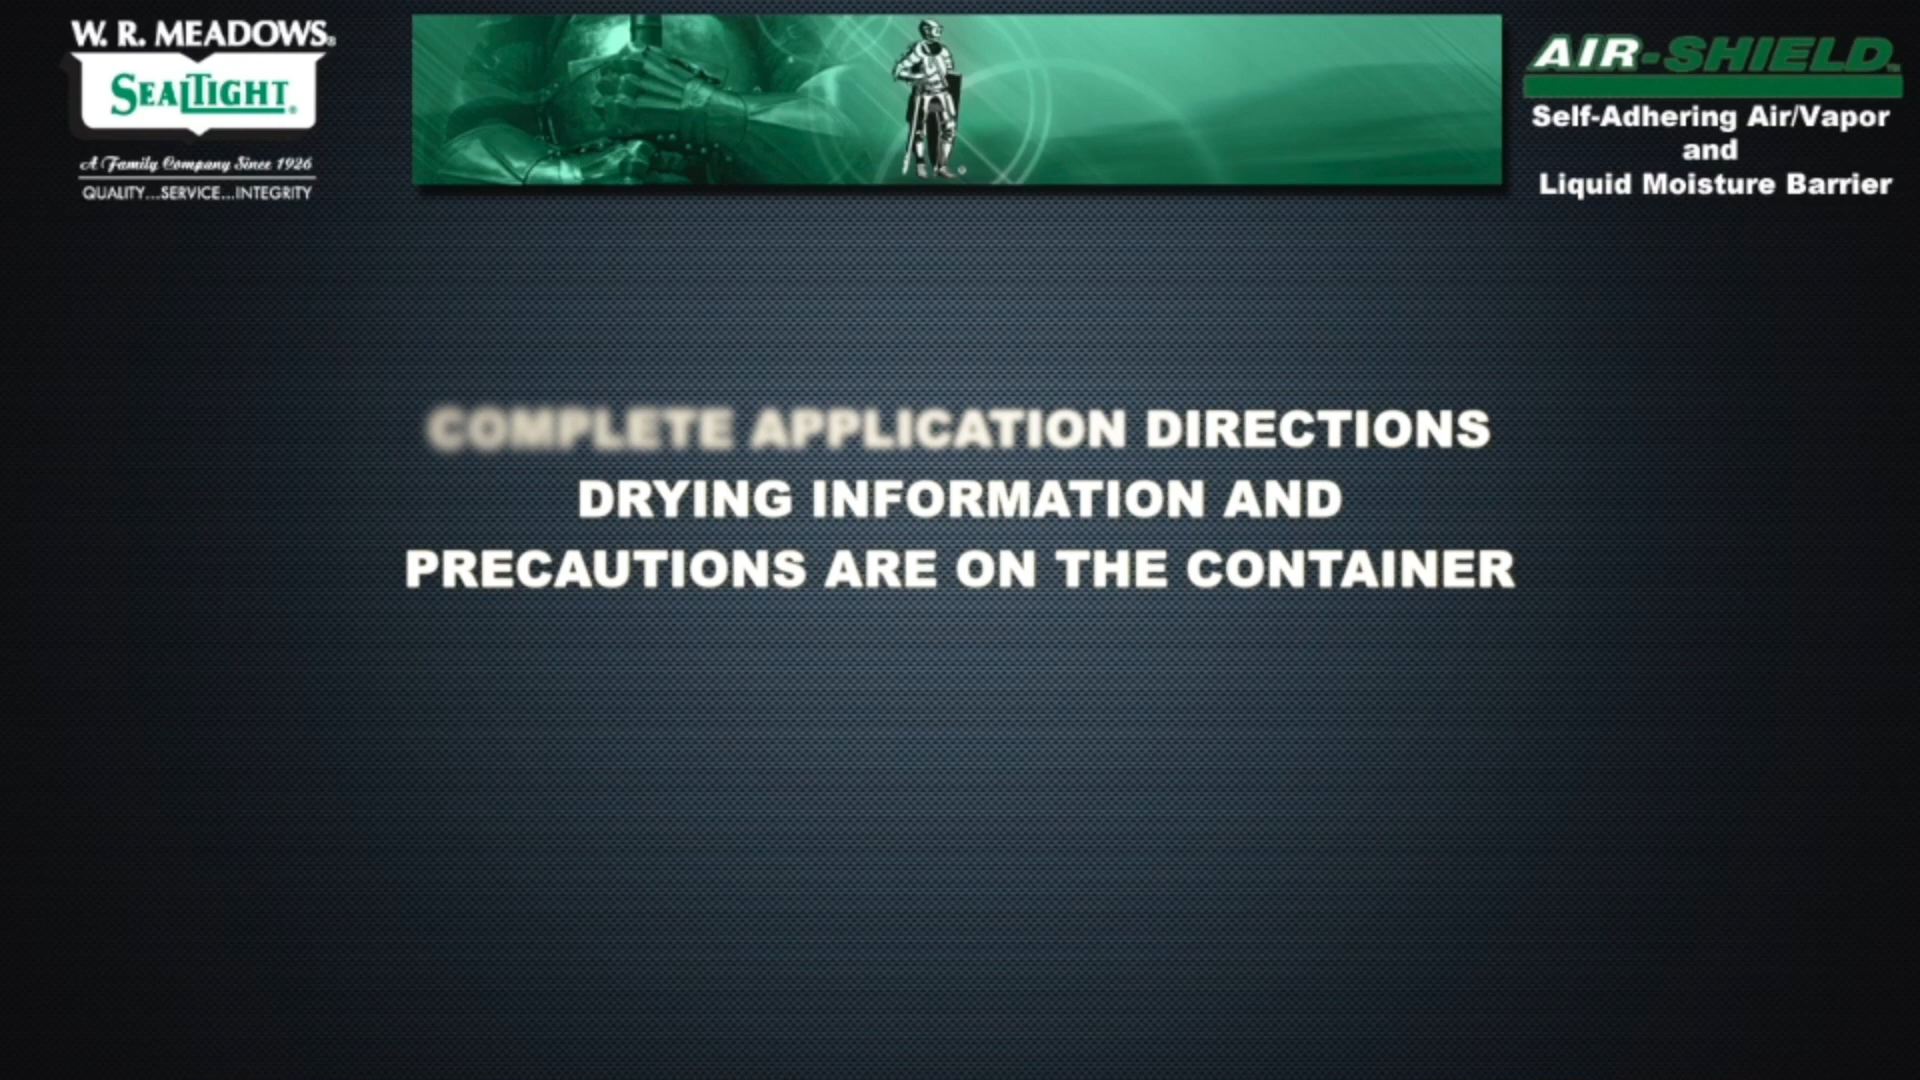 W. R. MEADOWS®
SEALTIGHT®
A Family Company Since 1926
QUALITY...SERVICE...INTEGRITY
AIR-SHIELD™
Self-Adhering Air/Vapor
and
Liquid Moisture Barrier
COMPLETE APPLICATION DIRECTIONS
DRYING INFORMATION AND
PRECAUTIONS ARE ON THE CONTAINER